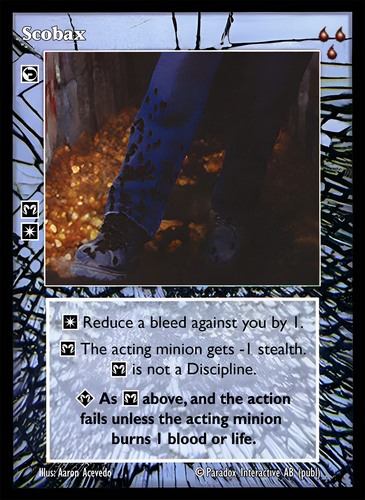 Scobax
Reduce a bleed against you by 1.
The acting minion gets -1 stealth.
is not a Discipline.
As above, and the action
fails unless the acting minion
burns 1 blood or life.
Illus: Aaron Acevedo © Paradox Interactive AB. (publ)